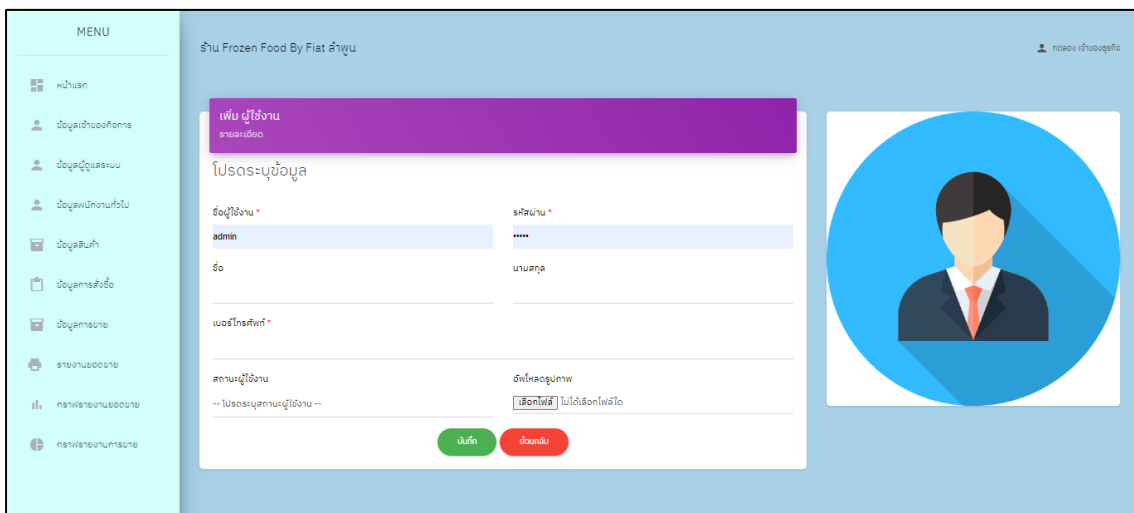 MENU
หน้าแรก
ข้อมูลเจ้าของกิจการ
ข้อมูลผู้ดูแลระบบ
ข้อมูลพนักงานทั่วไป
ข้อมูลสินค้า
ข้อมูลการสั่งซื้อ
ข้อมูลการขาย
รายงานยอดขาย
กราฟรายงานยอดขาย
กราฟรายงานการขาย
ร้าน Frozen Food By Fiat ลำพูน
ทดลอง เจ้าของธุรกิจ
เพิ่ม ผู้ใช้งาน
รายละเอียด
โปรดระบุข้อมูล
ชื่อผู้ใช้งาน * รหัสผ่าน *
admin •••••
ชื่อ นามสกุล
เบอร์โทรศัพท์ *
สถานะผู้ใช้งาน อัพโหลดรูปภาพ
-- โปรดระบุสถานะผู้ใช้งาน -- เลือกไฟล์ ไม่ได้เลือกไฟล์ใด
บันทึก ย้อนกลับ